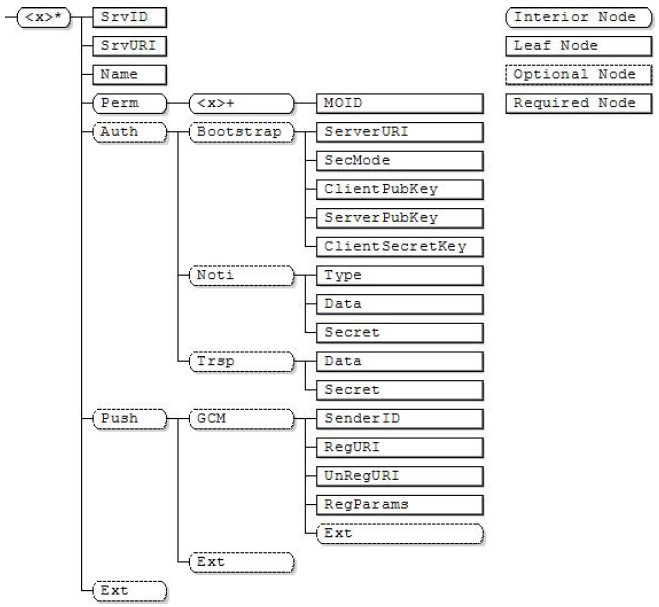 <x>* SrvID Interior Node
SrvURI Leaf Node
Name Optional Node
Perm <x>+ MOID Required Node
Auth Bootstrap ServerURI
SecMode
ClientPubKey
ServerPubKey
ClientSecretKey
Noti Type
Data
Secret
Trsp Data
Secret
Push GCM SenderID
RegURI
UnRegURI
RegParams
Ext
Ext
Ext